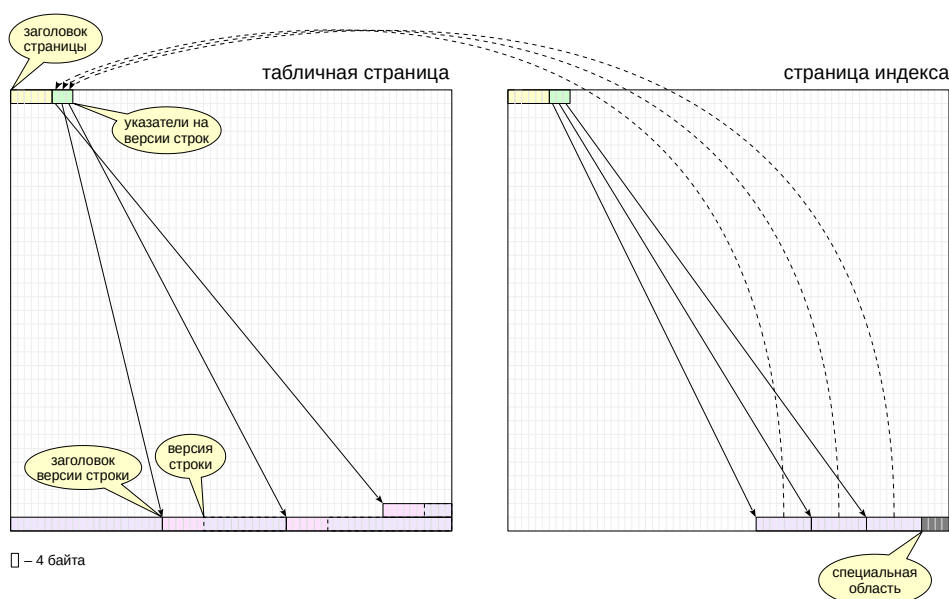 заголовок
страницы
табличная страница
страница индекса
указатели на
версии строк
заголовок
версии строки
версия
строки
– 4 байта
специальная
область